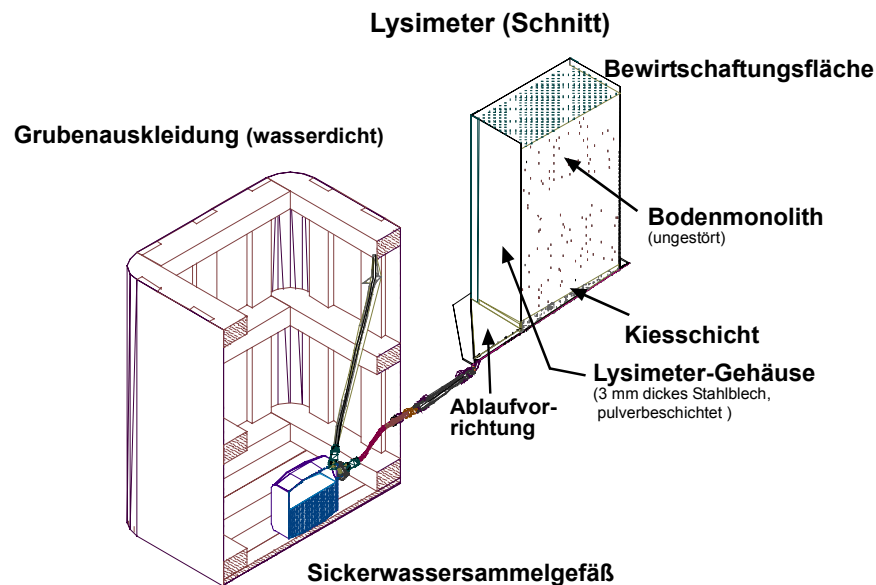 Lysimeter (Schnitt)
Bewirtschaftungsfläche
Grubenauskleidung (wasserdicht)
Bodenmonolith
(ungestört)
Kiesschicht
Lysimeter-Gehäuse
(3 mm dickes Stahlblech,
pulverbeschichtet )
Ablaufvor-
richtung
Sickerwassersammelgefäß